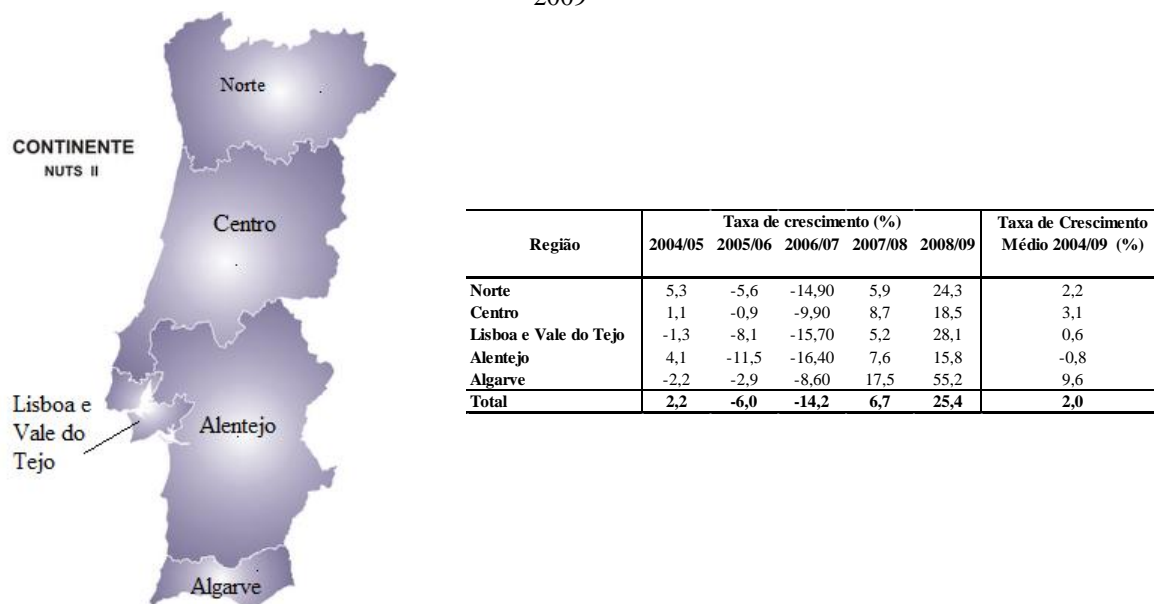 2009
CONTINENTE
NUTS II
Norte
Centro
Lisboa e
Vale do
Tejo
Alentejo
Algarve
Região Taxa de crescimento (%) Taxa de Crescimento
2004/05 2005/06 2006/07 2007/08 2008/09 Médio 2004/09 (%)
Norte 5,3 -5,6 -14,90 5,9 24,3 2,2
Centro 1,1 -0,9 -9,90 8,7 18,5 3,1
Lisboa e Vale do Tejo -1,3 -8,1 -15,70 5,2 28,1 0,6
Alentejo 4,1 -11,5 -16,40 7,6 15,8 -0,8
Algarve -2,2 -2,9 -8,60 17,5 55,2 9,6
Total 2,2 -6,0 -14,2 6,7 25,4 2,0